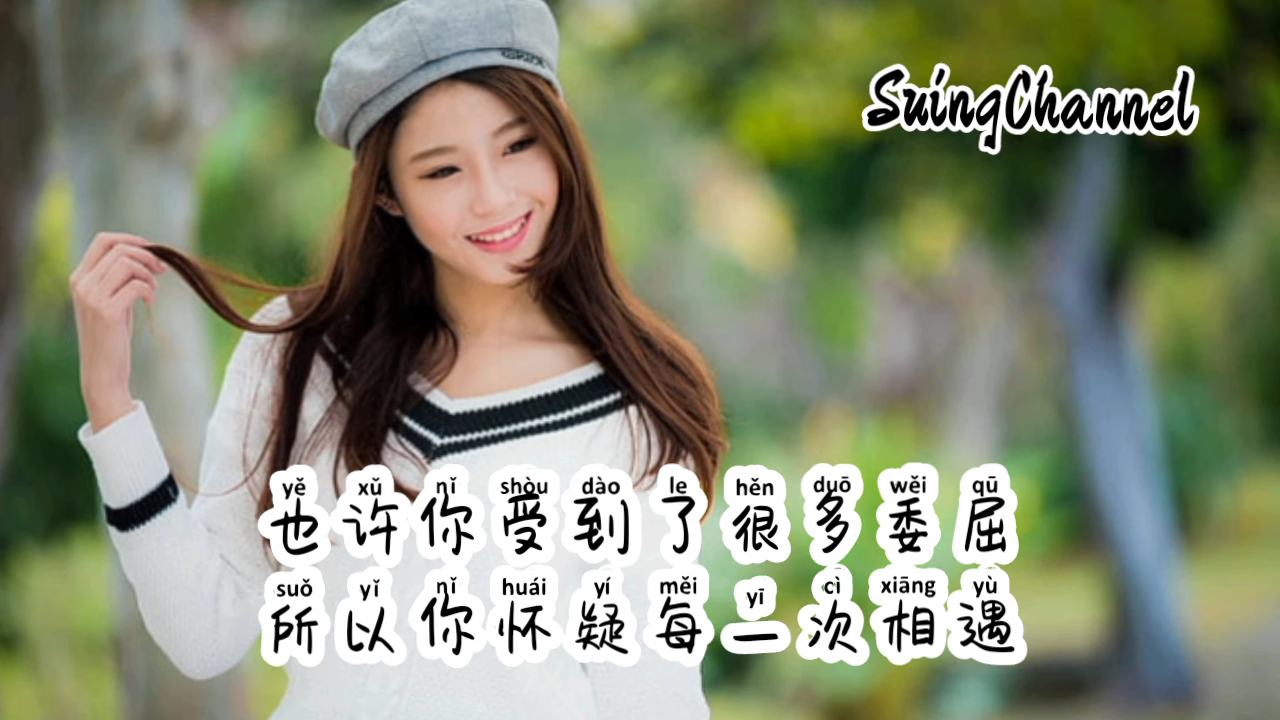 SuingChannel
yě xǔ nǐ shòu dào le hěn duō wěi qū
也许你受到了很多委屈
suǒ yǐ nǐ huái yí měi yī cì xiāng yù
所以你怀疑每一次相遇